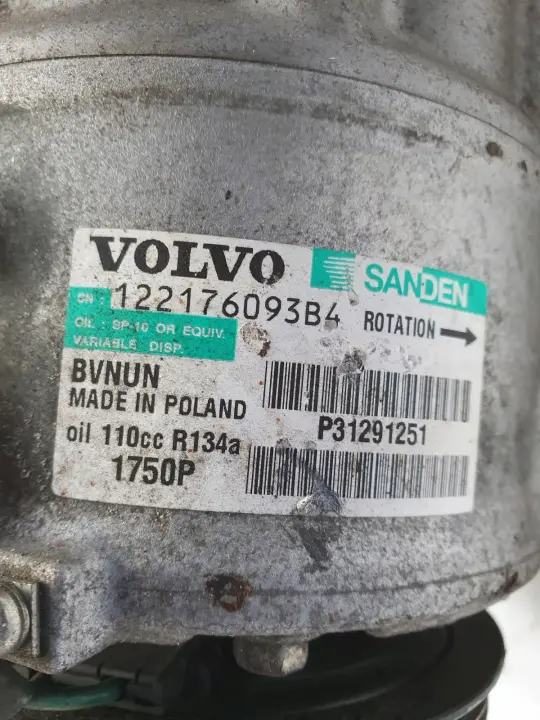 VOLVO SANDEN
CN: 122176093B4 ROTATION
OIL : SP-10 OR EQUIV.
VARIABLE DISP.
BVNUN
MADE IN POLAND
P31291251
oil 110cc R134a
1750P